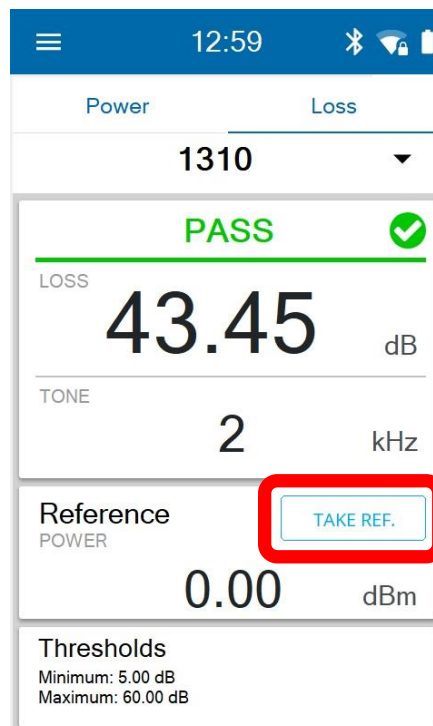 12:59
Power Loss
1310
PASS
LOSS
43.45 dB
TONE
2 kHz
Reference TAKE REF.
POWER
0.00 dBm
Thresholds
Minimum: 5.00 dB
Maximum: 60.00 dB